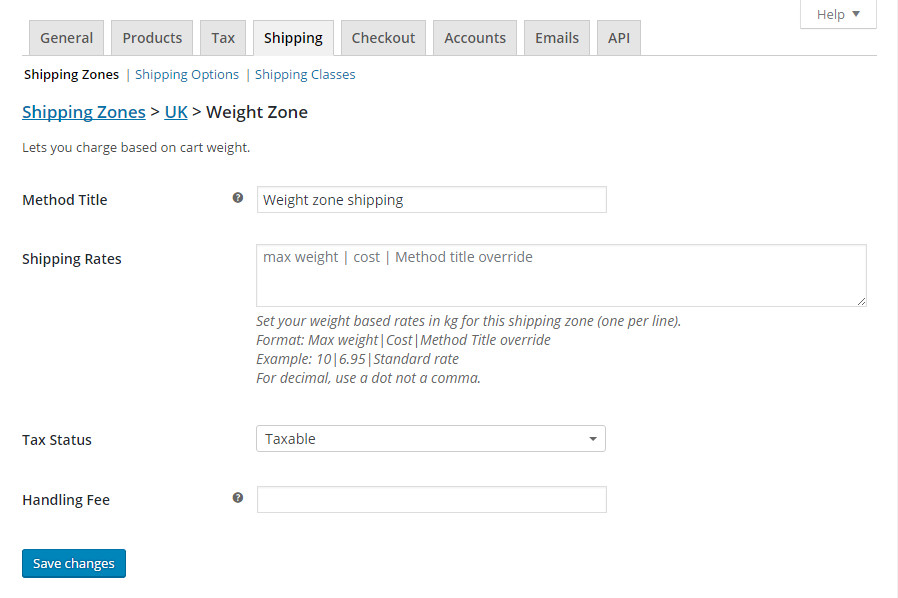 Help ▼
General Products Tax Shipping Checkout Accounts Emails API
Shipping Zones | Shipping Options | Shipping Classes
Shipping Zones > UK > Weight Zone
Lets you charge based on cart weight.
Method Title ? Weight zone shipping
Shipping Rates max weight | cost | Method title override
Set your weight based rates in kg for this shipping zone (one per line).
Format: Max weight|Cost|Method Title override
Example: 10|6.95|Standard rate
For decimal, use a dot not a comma.
Tax Status Taxable
Handling Fee ?
Save changes